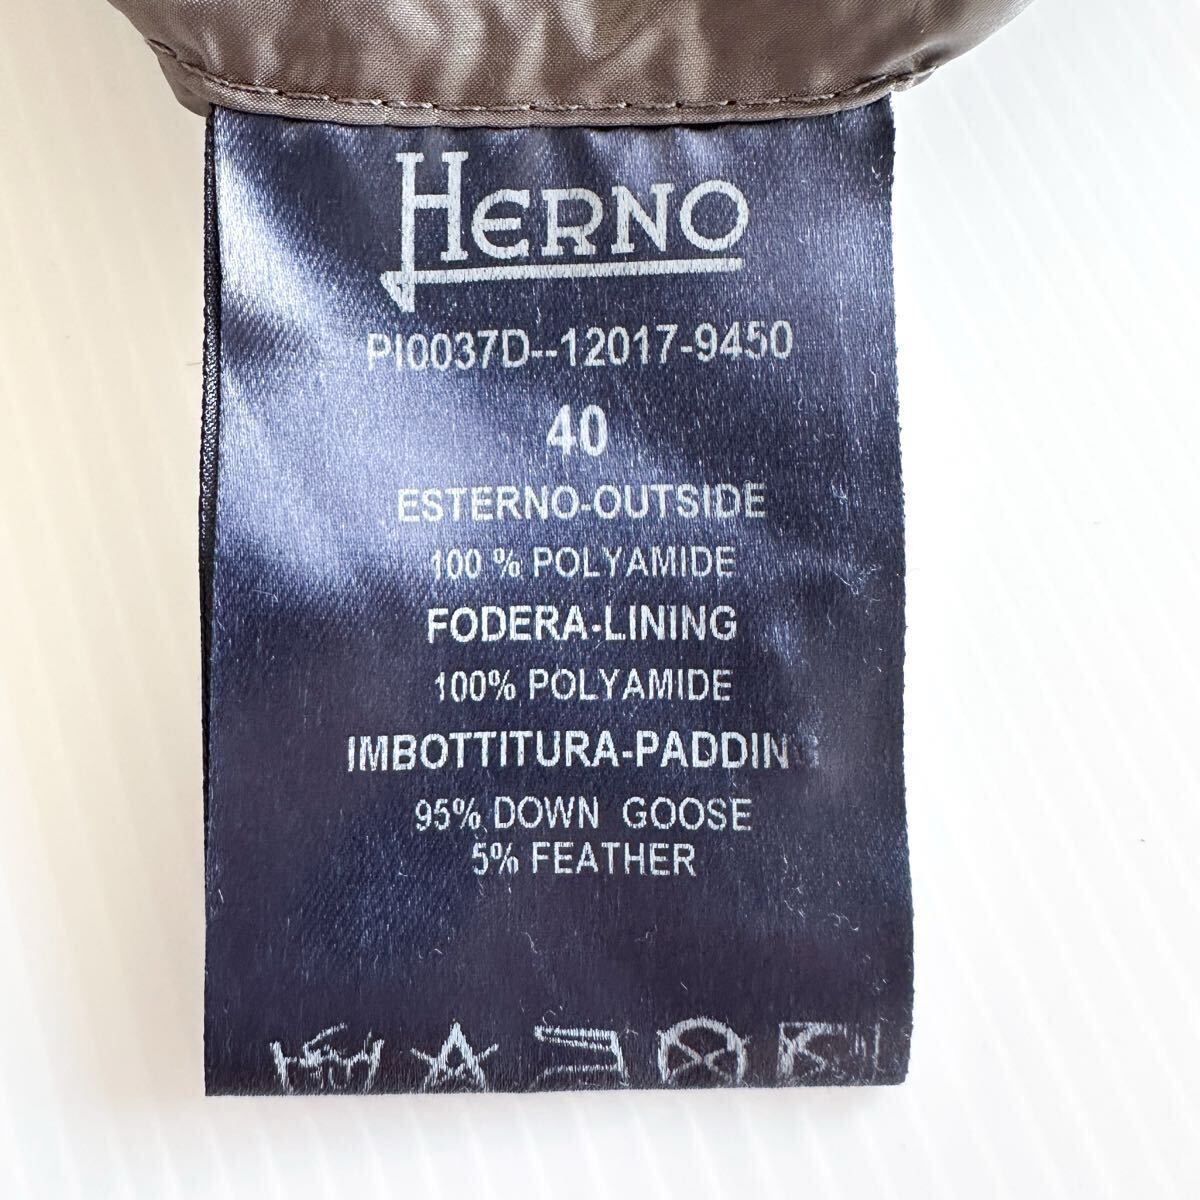 HERNO
PI0037D--12017-9450
40
ESTERNO-OUTSIDE
100 % POLYAMIDE
FODERA-LINING
100% POLYAMIDE
IMBOTTITURA-PADDING
95% DOWN GOOSE
5% FEATHER